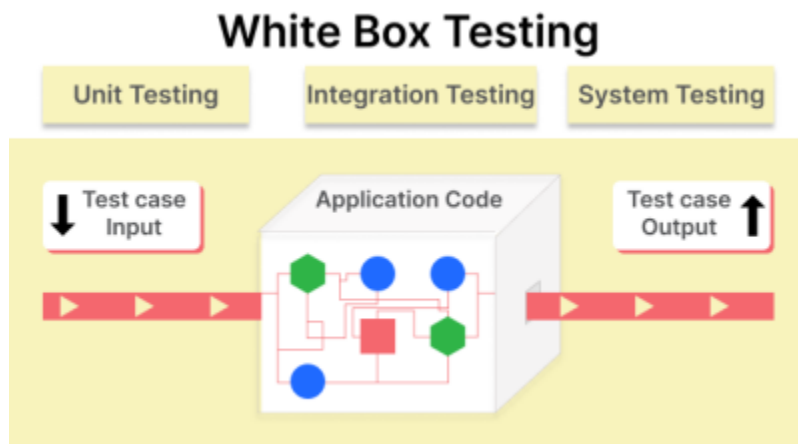 White Box Testing
Unit Testing
Integration Testing
System Testing
Test case
Input
Application Code
Test case
Output